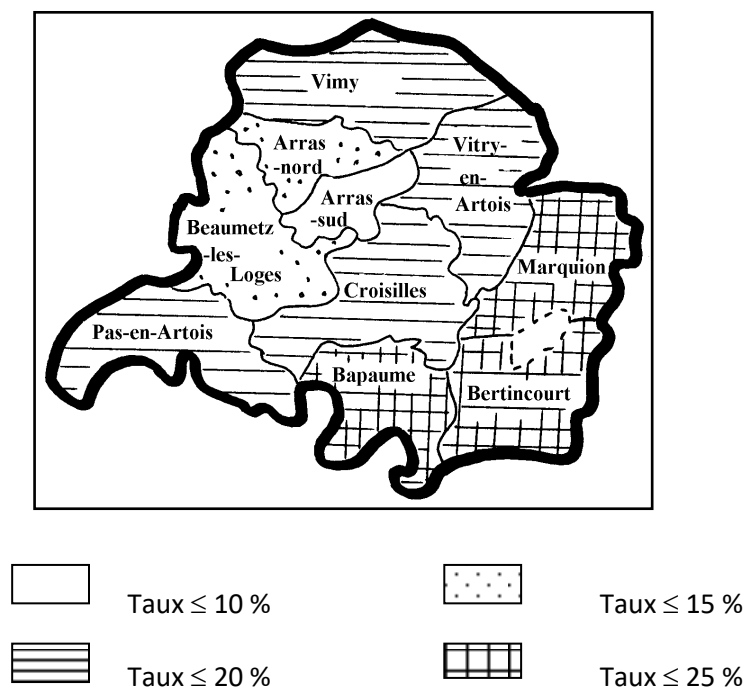 Vimy
Arras
-nord
Vitry-
en-
Artois
Arras
-sud
Beaumetz
-les-
Loges
Marquion
Croisilles
Pas-en-Artois
Bapaume
Bertincourt
Taux ≤ 10 %
Taux ≤ 15 %
Taux ≤ 20 %
Taux ≤ 25 %